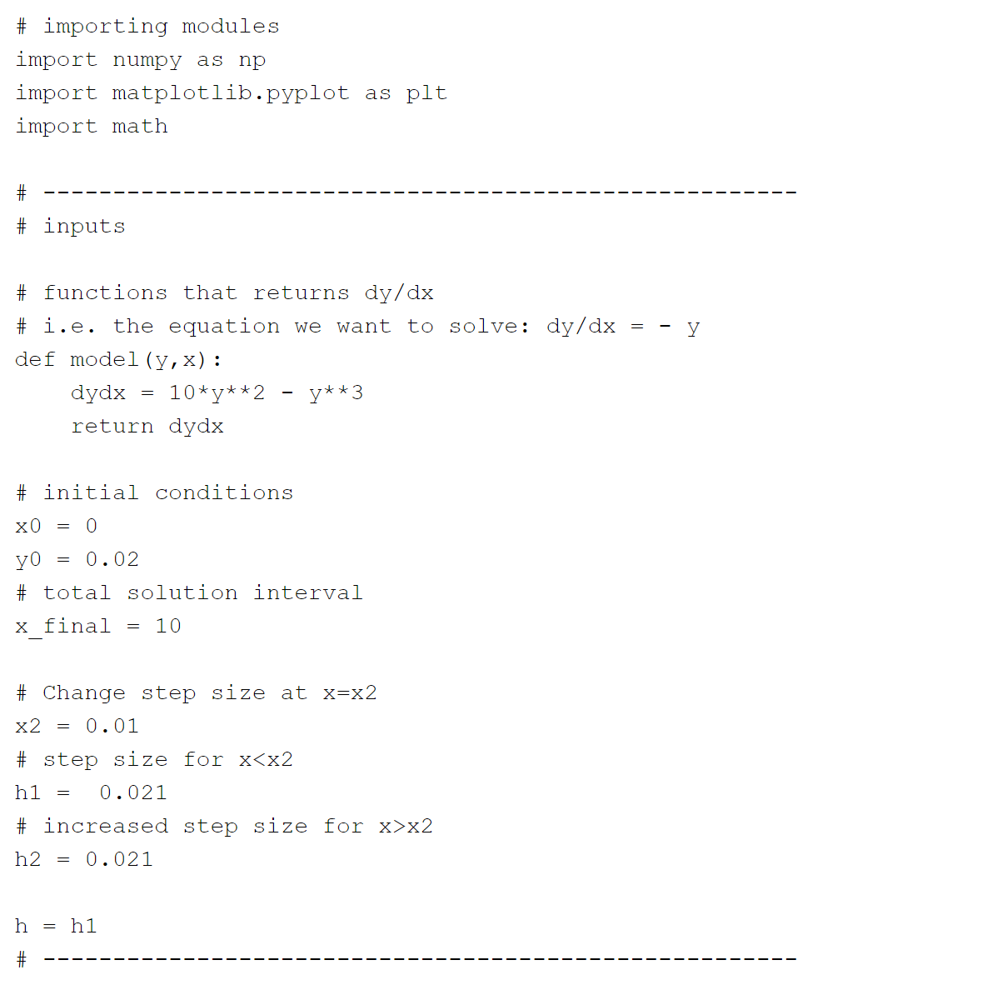 # importing modules
import numpy as np
import matplotlib.pyplot as plt
import math
# ------------------------------------------------------
# inputs
# functions that returns dy/dx
# i.e. the equation we want to solve: dy/dx = - y
def model(y,x):
    dydx = 10*y**2 - y**3
    return dydx
# initial conditions
x0 = 0
y0 = 0.02
# total solution interval
x_final = 10
# Change step size at x=x2
x2 = 0.01
# step size for x<x2
h1 =  0.021
# increased step size for x>x2
h2 = 0.021
h = h1
# ------------------------------------------------------